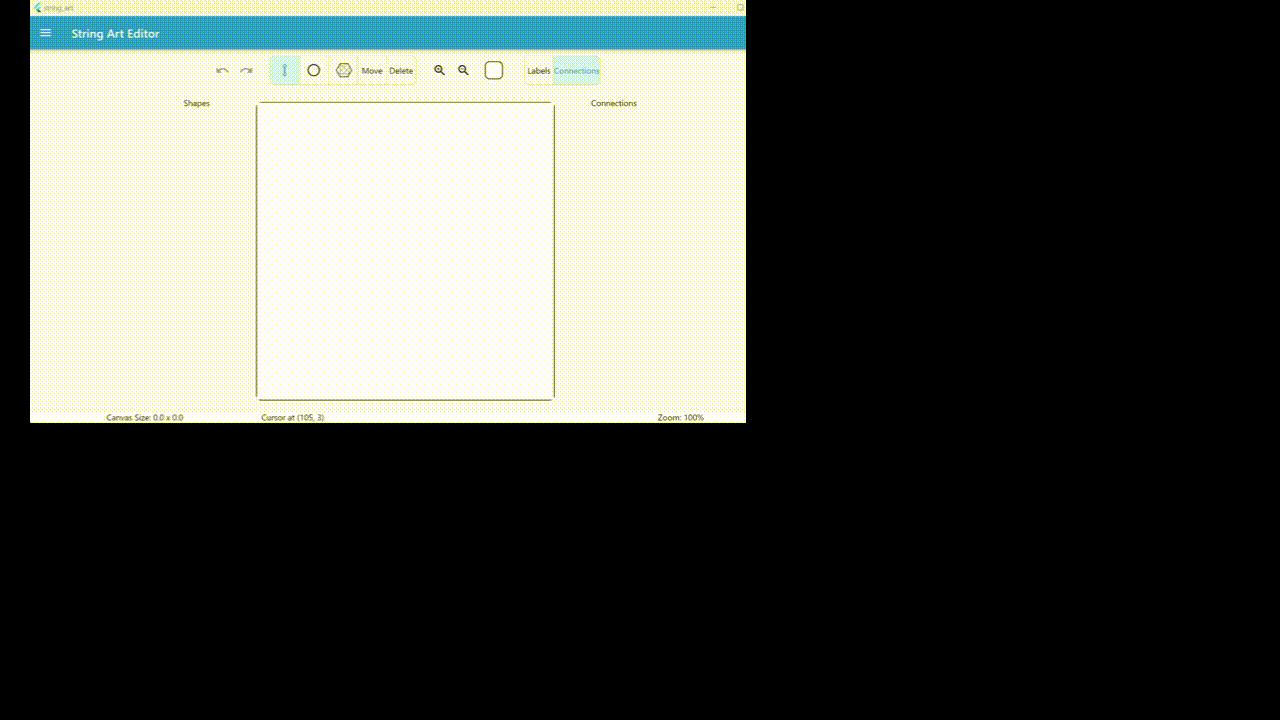 string_art
String Art Editor
Move Delete Labels Connections
Shapes
Connections
Canvas Size: 0.0 x 0.0
Cursor at (105, 3)
Zoom: 100%